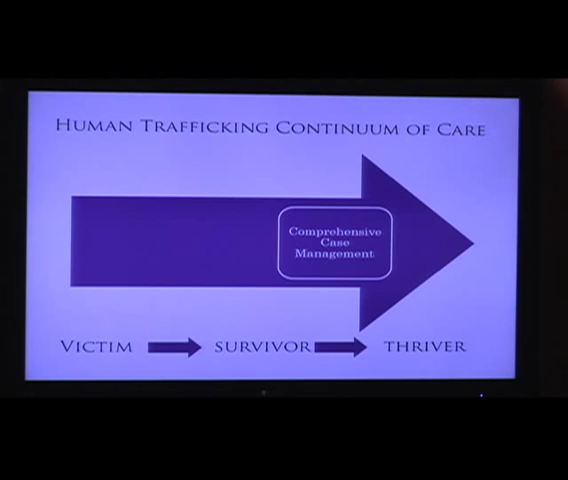 Human Trafficking Continuum of Care
Comprehensive
Case
Management
Victim
survivor
thriver